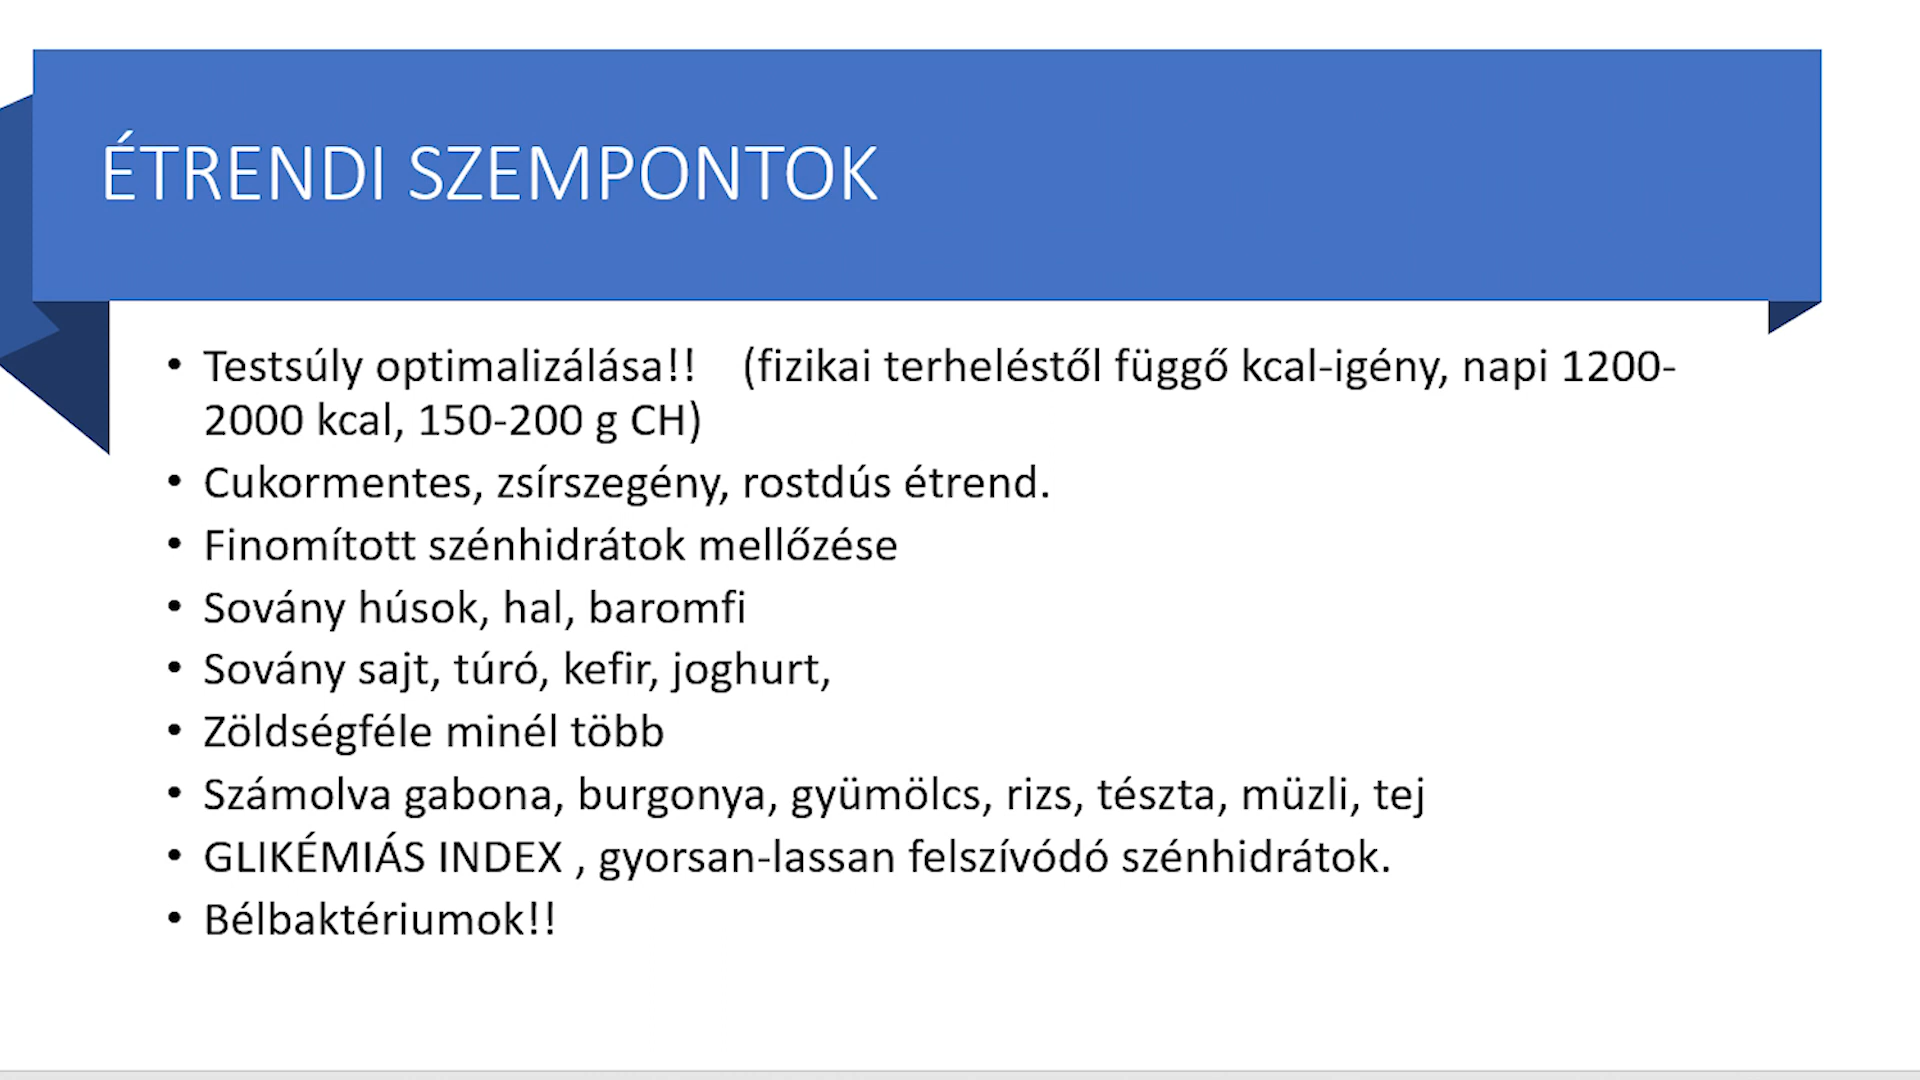 ÉTRENDI SZEMPONTOK
• Testsúly optimalizálása!! (fizikai terheléstől függő kcal-igény, napi 1200-
2000 kcal, 150-200 g CH)
• Cukormentes, zsírszegény, rostdús étrend.
• Finomított szénhidrátok mellőzése
• Sovány húsok, hal, baromfi
• Sovány sajt, túró, kefir, joghurt,
• Zöldségféle minél több
• Számolva gabona, burgonya, gyümölcs, rizs, tészta, müzli, tej
• GLIKÉMIÁS INDEX , gyorsan-lassan felszívódó szénhidrátok.
• Bélbaktériumok!!